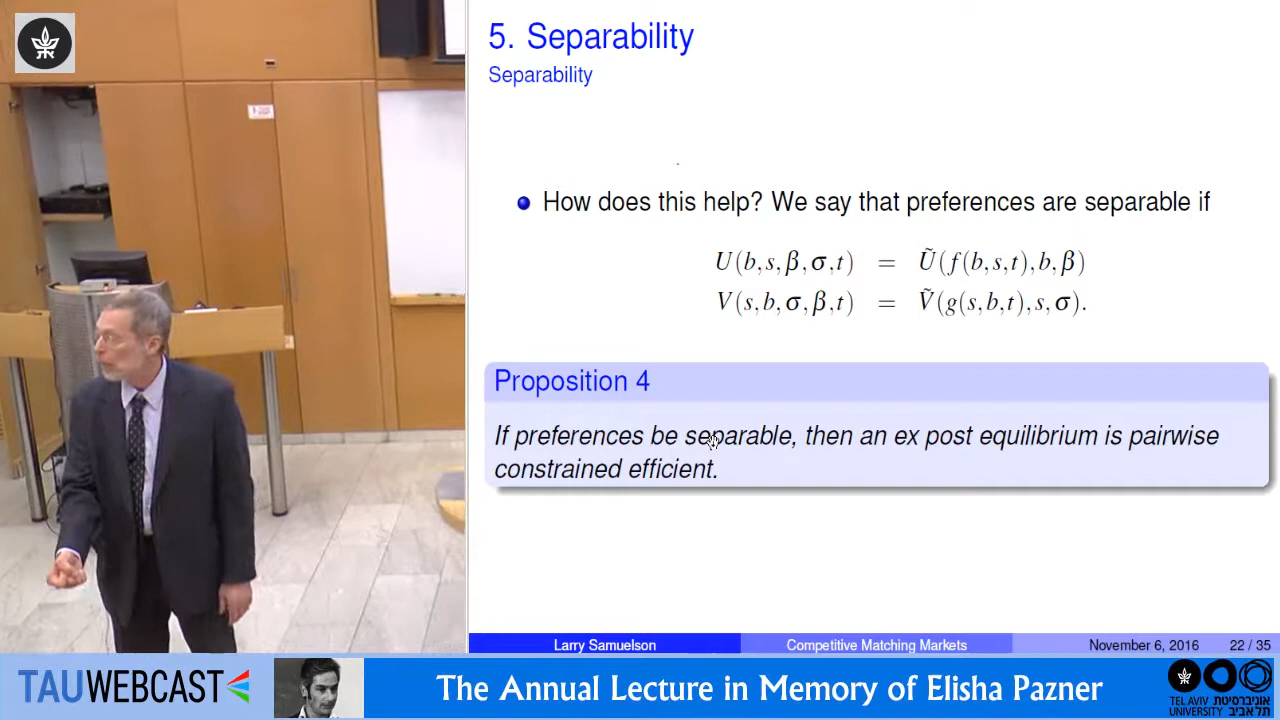 5. Separability
Separability
How does this help? We say that preferences are separable if
U(b,s,β,σ,t) = Ũ(f(b,s,t),b,β)
V(s,b,σ,β,t) = Ṽ(g(s,b,t),s,σ).
Proposition 4
If preferences be separable, then an ex post equilibrium is pairwise
constrained efficient.
Larry Samuelson Competitive Matching Markets November 6, 2016 22 / 35
TAUWEBCAST
The Annual Lecture in Memory of Elisha Pazner
TEL AVIV אוניברסיטת
UNIVERSITY תל אביב